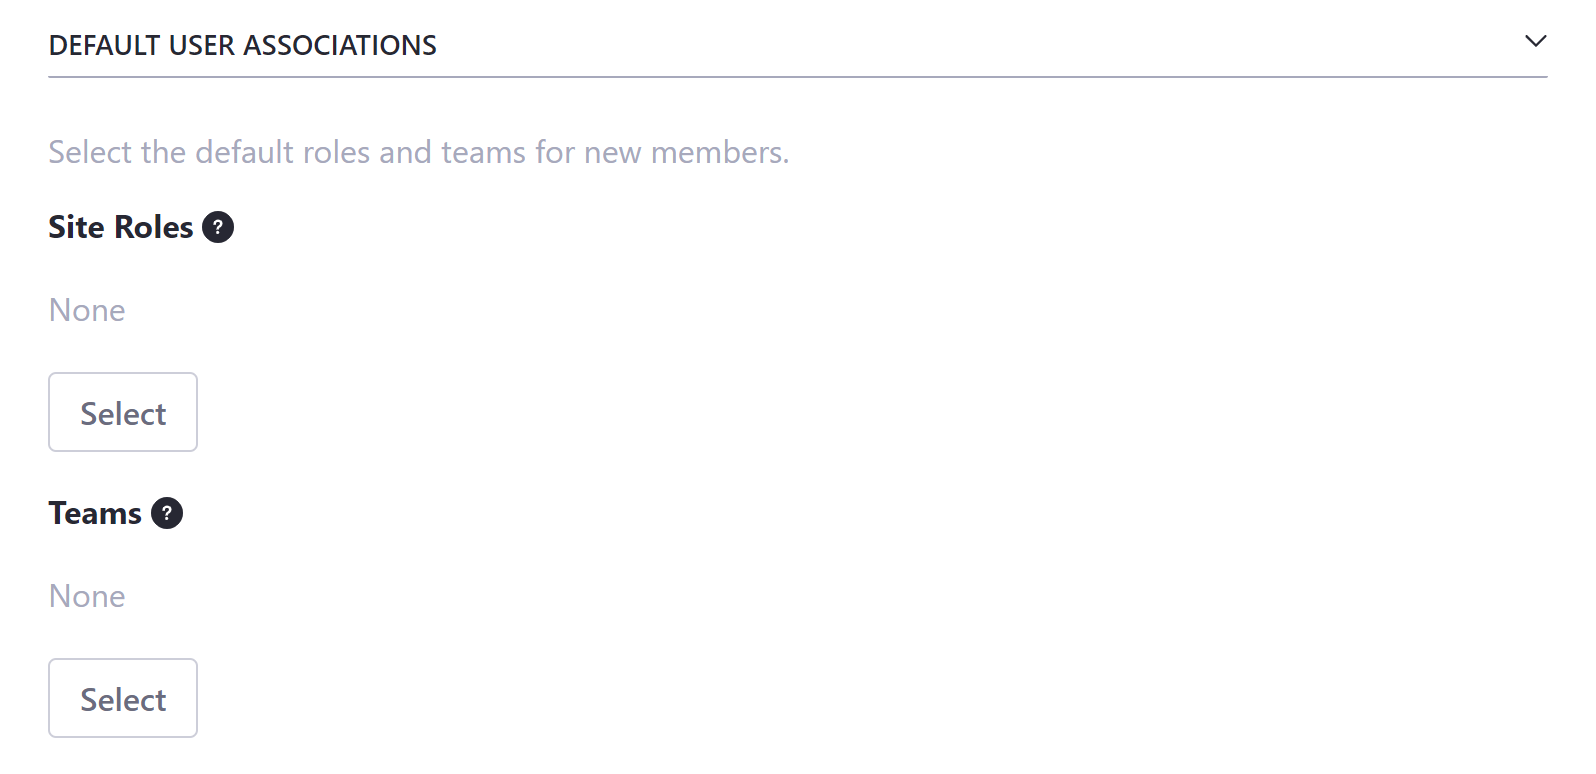 DEFAULT USER ASSOCIATIONS
Select the default roles and teams for new members.
Site Roles ?
None
Select
Teams ?
None
Select